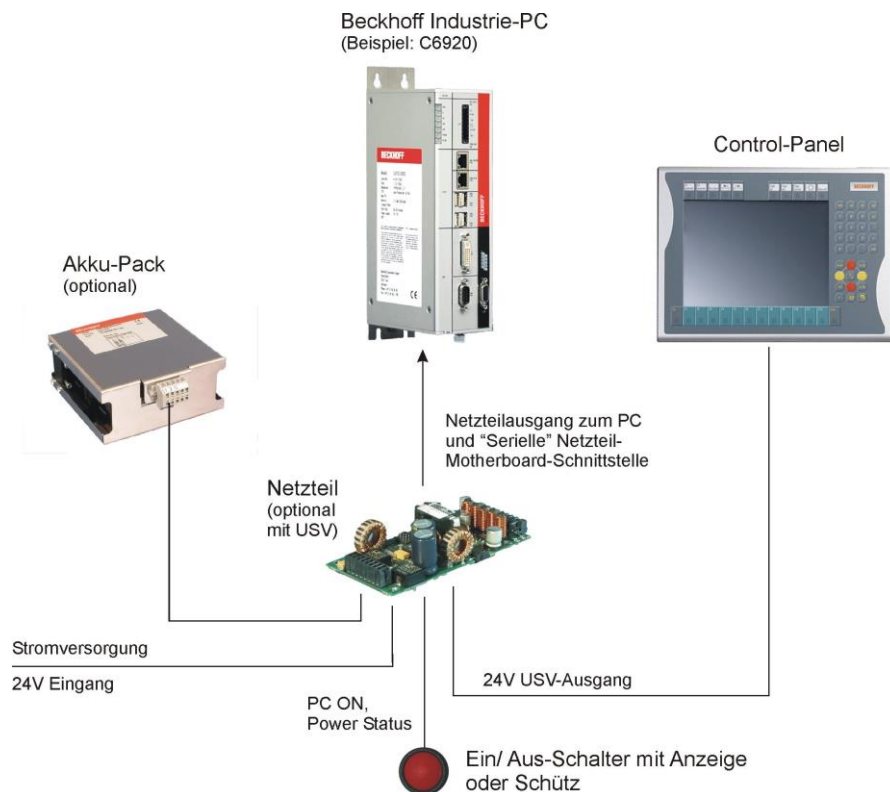 Beckhoff Industrie-PC
(Beispiel: C6920)
Control-Panel
BECKHOFF
BECKHOFF
BECKHOFF
Akku-Pack
(optional)
Netzteilausgang zum PC
und “Serielle” Netzteil-
Motherboard-Schnittstelle
Netzteil
(optional
mit USV)
Stromversorgung
24V Eingang
24V USV-Ausgang
PC ON,
Power Status
Ein/ Aus-Schalter mit Anzeige
oder Schütz